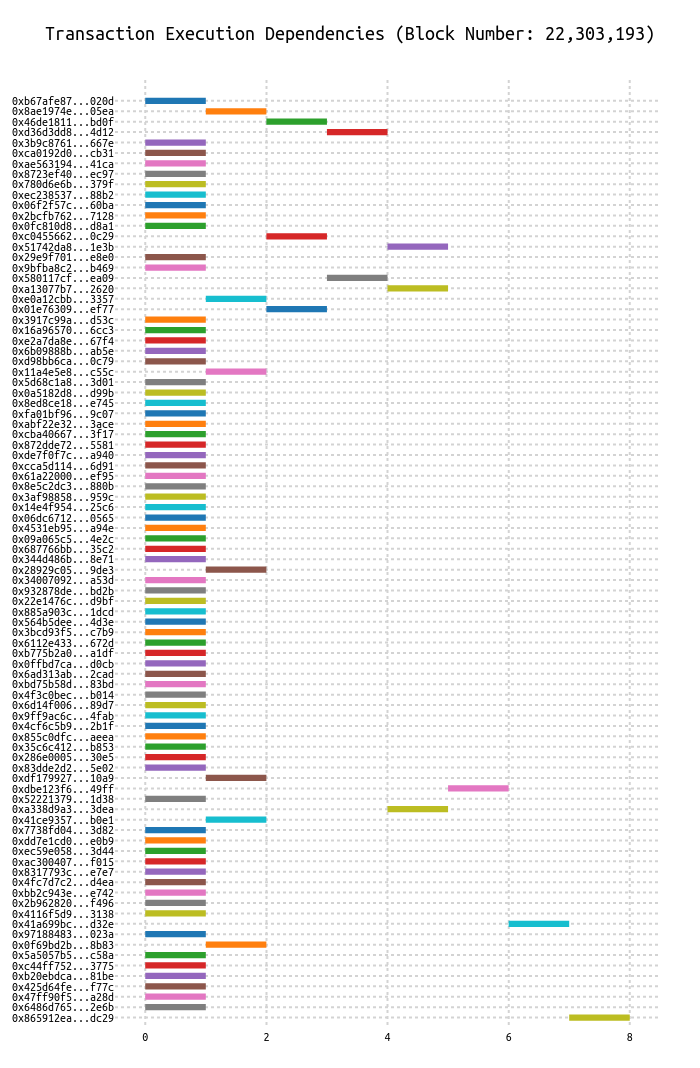 Transaction Execution Dependencies (Block Number: 22,303,193)
0xb67afe87...020d
0x8ae1974e...05ea
0x46de1811...bd0f
0xd36d3dd8...4d12
0x3b9c8761...667e
0xca0192d0...cb31
0xae563194...41ca
0x8723ef40...ec97
0x780d6e6b...379f
0xec238537...88b2
0x06f2f57c...60ba
0x2bcfb762...7128
0x0fc810d8...d8a1
0xc0455662...0c29
0x51742da8...1e3b
0x29e9f701...e8e0
0x9bfba8c2...b469
0x580117cf...ea09
0xa13077b7...2620
0xe0a12cbb...3357
0x01e76309...ef77
0x3917c99a...d53c
0x16a96570...6cc3
0xe2a7da8e...67f4
0x6b09888b...ab5e
0xd98bb6ca...0c79
0x11a4e5e8...c55c
0x5d68c1a8...3d01
0x0a5182d8...d99b
0x8ed8ce18...e745
0xfa01bf96...9c07
0xabf22e32...3ace
0xcba40667...3f17
0x872dde72...5581
0xde7f0f7c...a940
0xcca5d114...6d91
0x61a22000...ef95
0x8e5c2dc3...880b
0x3af98858...959c
0x14e4f954...25c6
0x06dc6712...0565
0x4531eb95...a94e
0x09a065c5...4e2c
0x687766bb...35c2
0x344d486b...8e71
0x28929c05...9de3
0x34007092...a53d
0x932878de...bd2b
0x22e1476c...d9bf
0x885a903c...1dcd
0x564b5dee...4d3e
0x3bcd93f5...c7b9
0x6112e433...672d
0xb775b2a0...a1df
0x0ffbd7ca...d0cb
0x6ad313ab...2cad
0xbd75b58d...83bd
0x4f3c0bec...b014
0x6d14f006...89d7
0x9ff9ac6c...4fab
0x4cf6c5b9...2b1f
0x855c0dfc...aeea
0x35c6c412...b853
0x286e0005...30e5
0x83dde2d2...5e02
0xdf179927...10a9
0xdbe123f6...49ff
0x52221379...1d38
0xa338d9a3...3dea
0x41ce9357...b0e1
0x7738fd04...3d82
0xdd7e1cd0...e0b9
0xec59e058...3d44
0xac300407...f015
0x8317793c...e7e7
0x4fc7d7c2...d4ea
0xbb2c943e...e742
0x2b962820...f496
0x4116f5d9...3138
0x41a699bc...d32e
0x97188483...023a
0x0f69bd2b...8b83
0x5a5057b5...c58a
0xc44ff752...3775
0xb20ebdca...81be
0x425d64fe...f77c
0x47ff90f5...a28d
0x6486d765...2e6b
0x865912ea...dc29
0 2 4 6 8